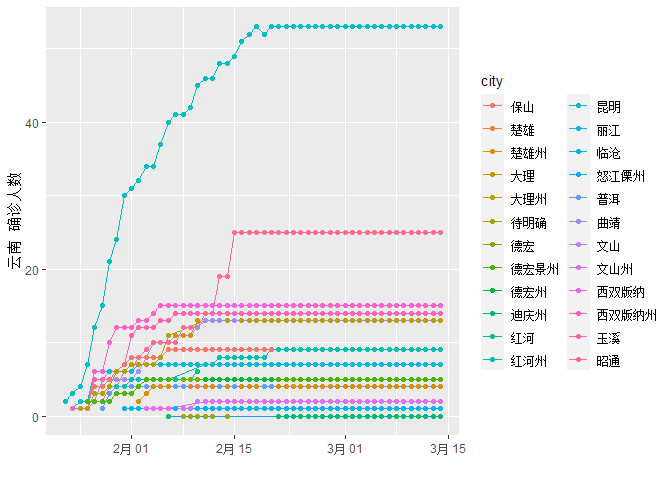 city
保山
楚雄
楚雄州
大理
大理州
待明确
德宏
德宏景州
德宏州
迪庆州
红河
红河州
昆明
丽江
临沧
怒江傈州
普洱
曲靖
文山
文山州
西双版纳
西双版纳州
玉溪
昭通
云南 确诊人数
40
20
0
2月 01
2月 15
3月 01
3月 15